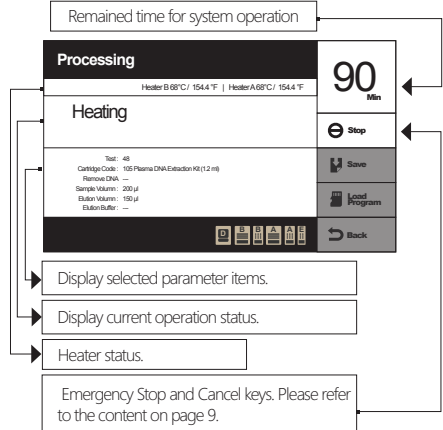 Remained time for system operation
Processing
Heater B 68°C / 154.4 °F | Heater A 68°C / 154.4 °F
90
Min
Heating
Stop
Test : 48
Cartridge Code : 105 Plasma DNA Extraction Kit (1.2 ml)
Remove DNA ---
Sample Volumn : 200 µl
Elution Volumn : 150 µl
Elution Buffer : ---
Save
Load
Program
Back
D B B A A E
Display selected parameter items.
Display current operation status.
Heater status.
Emergency Stop and Cancel keys. Please refer
to the content on page 9.